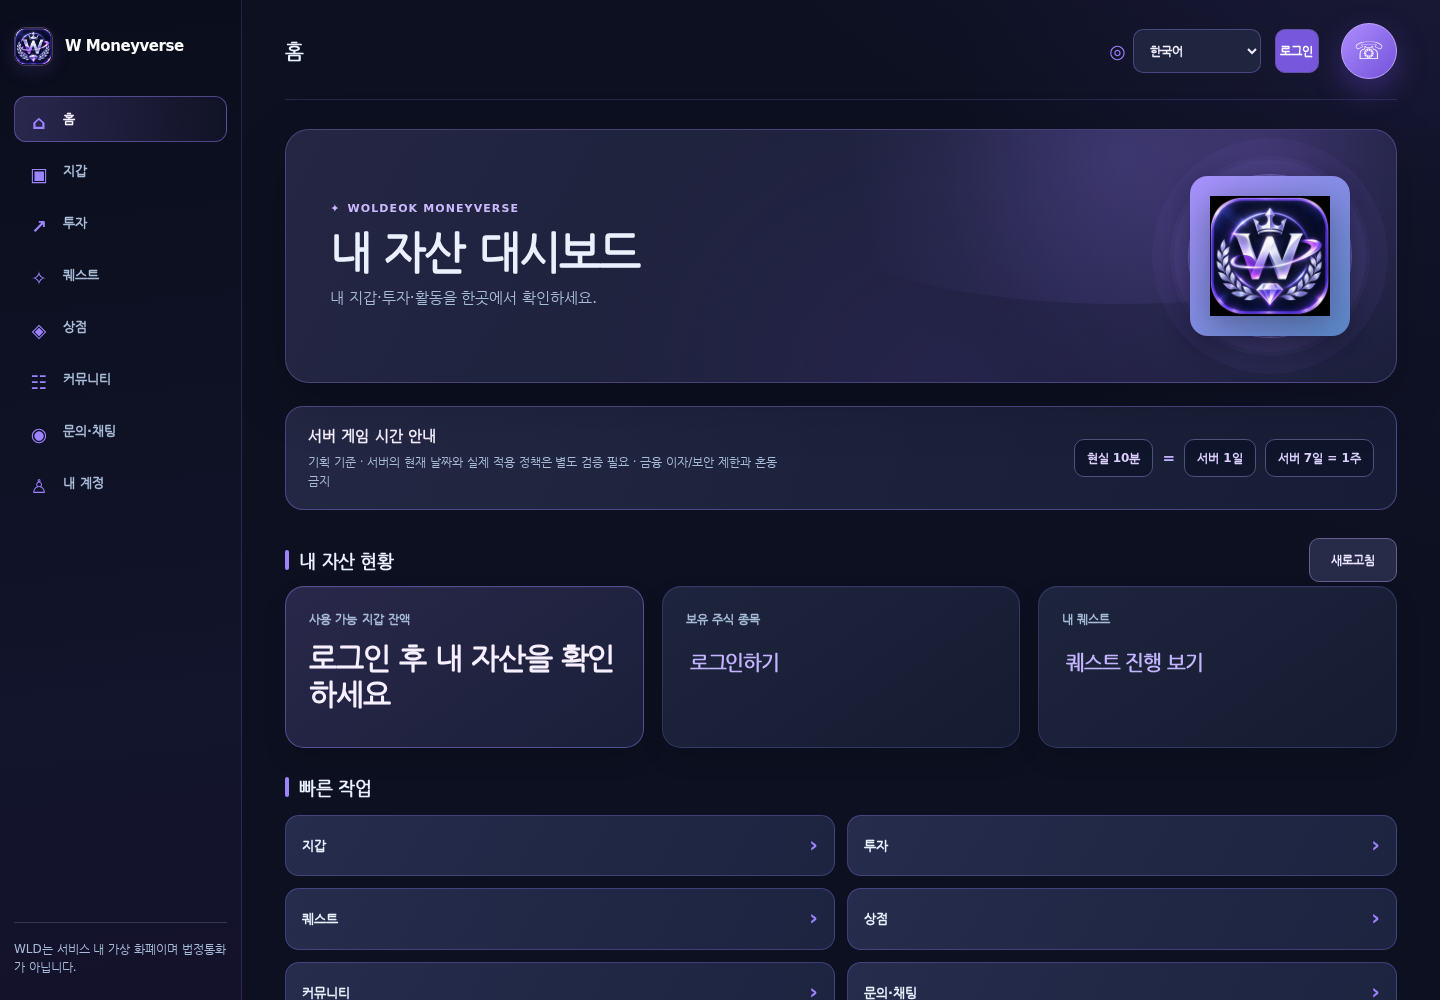 W Moneyverse
홈
지갑
투자
퀘스트
상점
커뮤니티
문의·채팅
내 계정
WLD는 서비스 내 가상 화폐이며 법정통화
가 아닙니다.
홈
한국어
로그인
WOLDEOK MONEYVERSE
내 자산 대시보드
내 지갑·투자·활동을 한곳에서 확인하세요.
W
서버 게임 시간 안내
기획 기준 · 서버의 현재 날짜와 실제 적용 정책은 별도 검증 필요 · 금융 이자/보안 제한과 혼동
금지
현실 10분 = 서버 1일 서버 7일 = 1주
내 자산 현황
새로고침
사용 가능 지갑 잔액
로그인 후 내 자산을 확인
하세요
보유 주식 종목
로그인하기
내 퀘스트
퀘스트 진행 보기
빠른 작업
지갑
투자
퀘스트
상점
커뮤니티
문의·채팅